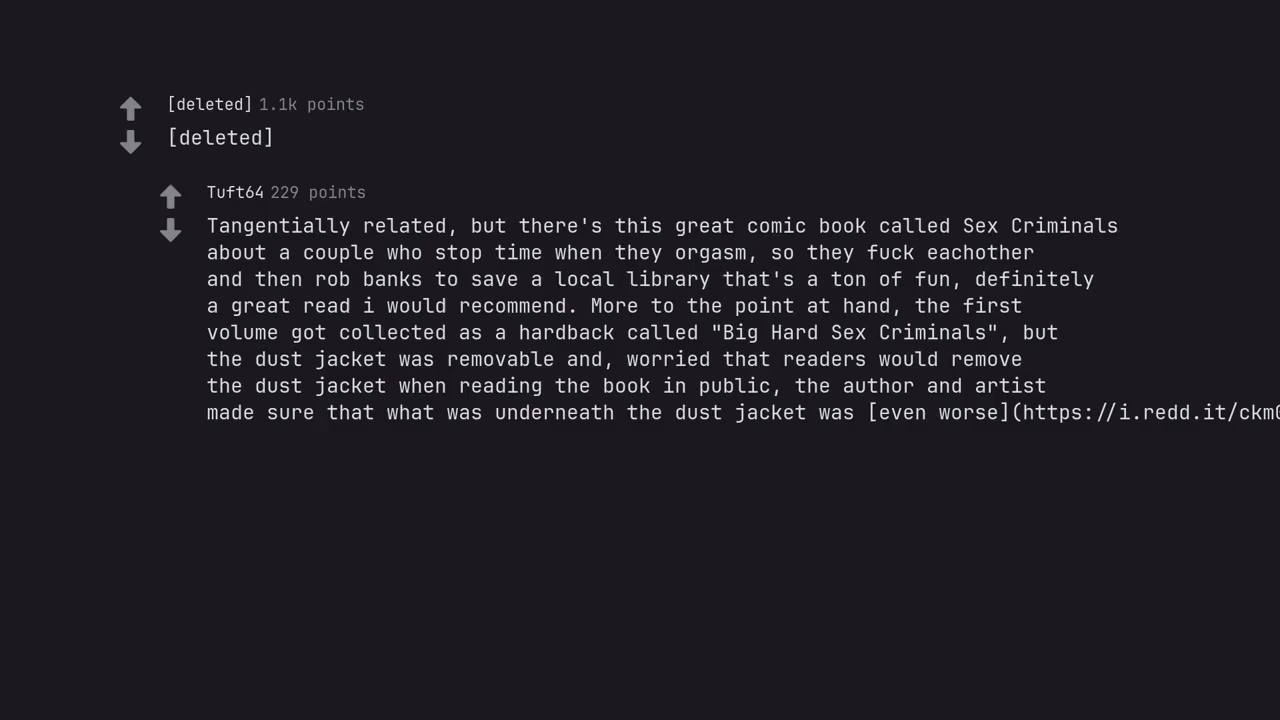 [deleted] 1.1k points
[deleted]
Tuft64 229 points
Tangentially related, but there's this great comic book called Sex Criminals
about a couple who stop time when they orgasm, so they fuck eachother
and then rob banks to save a local library that's a ton of fun, definitely
a great read i would recommend. More to the point at hand, the first
volume got collected as a hardback called "Big Hard Sex Criminals", but
the dust jacket was removable and, worried that readers would remove
the dust jacket when reading the book in public, the author and artist
made sure that what was underneath the dust jacket was [even worse](https://i.redd.it/ckm